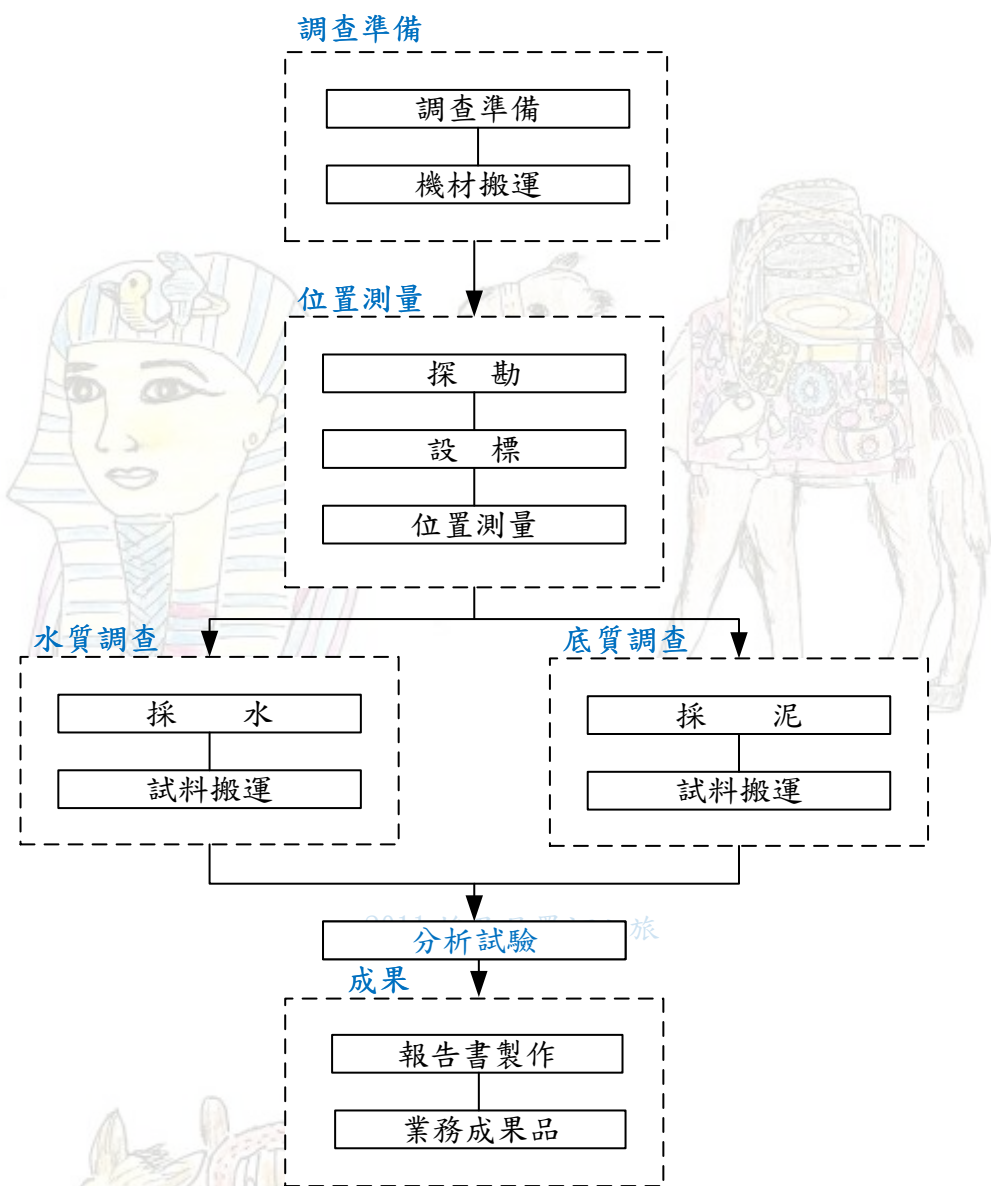 調查準備
調查準備
機材搬運
位置測量
探 勘
設 標
位置測量
水質調查
底質調查
採 水
採 泥
試料搬運
試料搬運
旅
分析試驗
成果
報告書製作
業務成果品